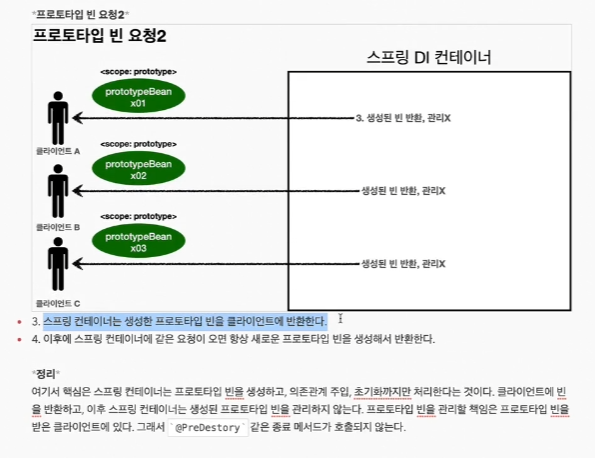 *프로토타입 빈 요청2*
프로토타입 빈 요청2
스프링 DI 컨테이너
<scope: prototype>
prototypeBean
x01
3. 생성된 빈 반환, 관리X
클라이언트 A
<scope: prototype>
prototypeBean
x02
생성된 빈 반환, 관리X
클라이언트 B
<scope: prototype>
prototypeBean
x03
생성된 빈 반환, 관리X
클라이언트 C
• 3. 스프링 컨테이너는 생성한 프로토타입 빈을 클라이언트에 반환한다.
• 4. 이후에 스프링 컨테이너에 같은 요청이 오면 항상 새로운 프로토타입 빈을 생성해서 반환한다.
*정리*
여기서 핵심은 스프링 컨테이너는 프로토타입 빈을 생성하고, 의존관계 주입, 초기화까지만 처리한다는 것이다. 클라이언트에 빈
을 반환하고, 이후 스프링 컨테이너는 생성된 프로토타입 빈을 관리하지 않는다. 프로토타입 빈을 관리할 책임은 프로토타입 빈을
받은 클라이언트에 있다. 그래서 `@PreDestory` 같은 종료 메서드가 호출되지 않는다.